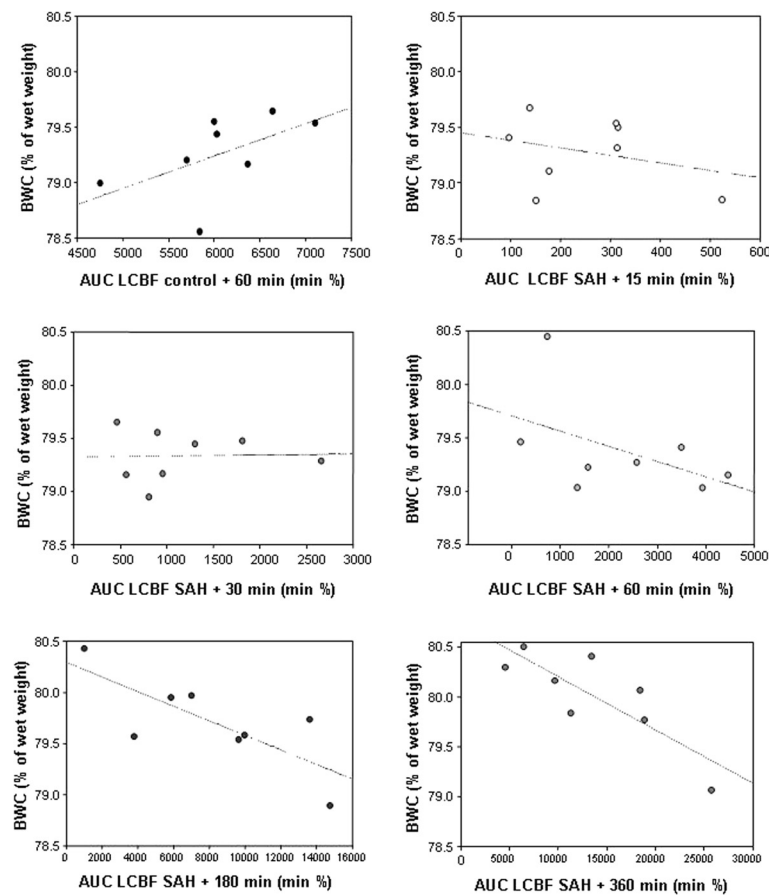 80.5
80.0
79.5
79.0
78.5
BWC (% of wet weight)
4500 5000 5500 6000 6500 7000 7500
AUC LCBF control + 60 min (min %)
80.5
80.0
79.5
79.0
78.5
BWC (% of wet weight)
0 100 200 300 400 500 600
AUC LCBF SAH + 15 min (min %)
80.5
80.0
79.5
79.0
78.5
BWC (% of wet weight)
0 500 1000 1500 2000 2500 3000
AUC LCBF SAH + 30 min (min %)
80.5
80.0
79.5
79.0
78.5
BWC (% of wet weight)
0 1000 2000 3000 4000 5000
AUC LCBF SAH + 60 min (min %)
80.5
80.0
79.5
79.0
78.5
BWC (% of wet weight)
0 2000 4000 6000 8000 10000 12000 14000 16000
AUC LCBF SAH + 180 min (min %)
80.5
80.0
79.5
79.0
78.5
BWC (% of wet weight)
0 5000 10000 15000 20000 25000 30000
AUC LCBF SAH + 360 min (min %)